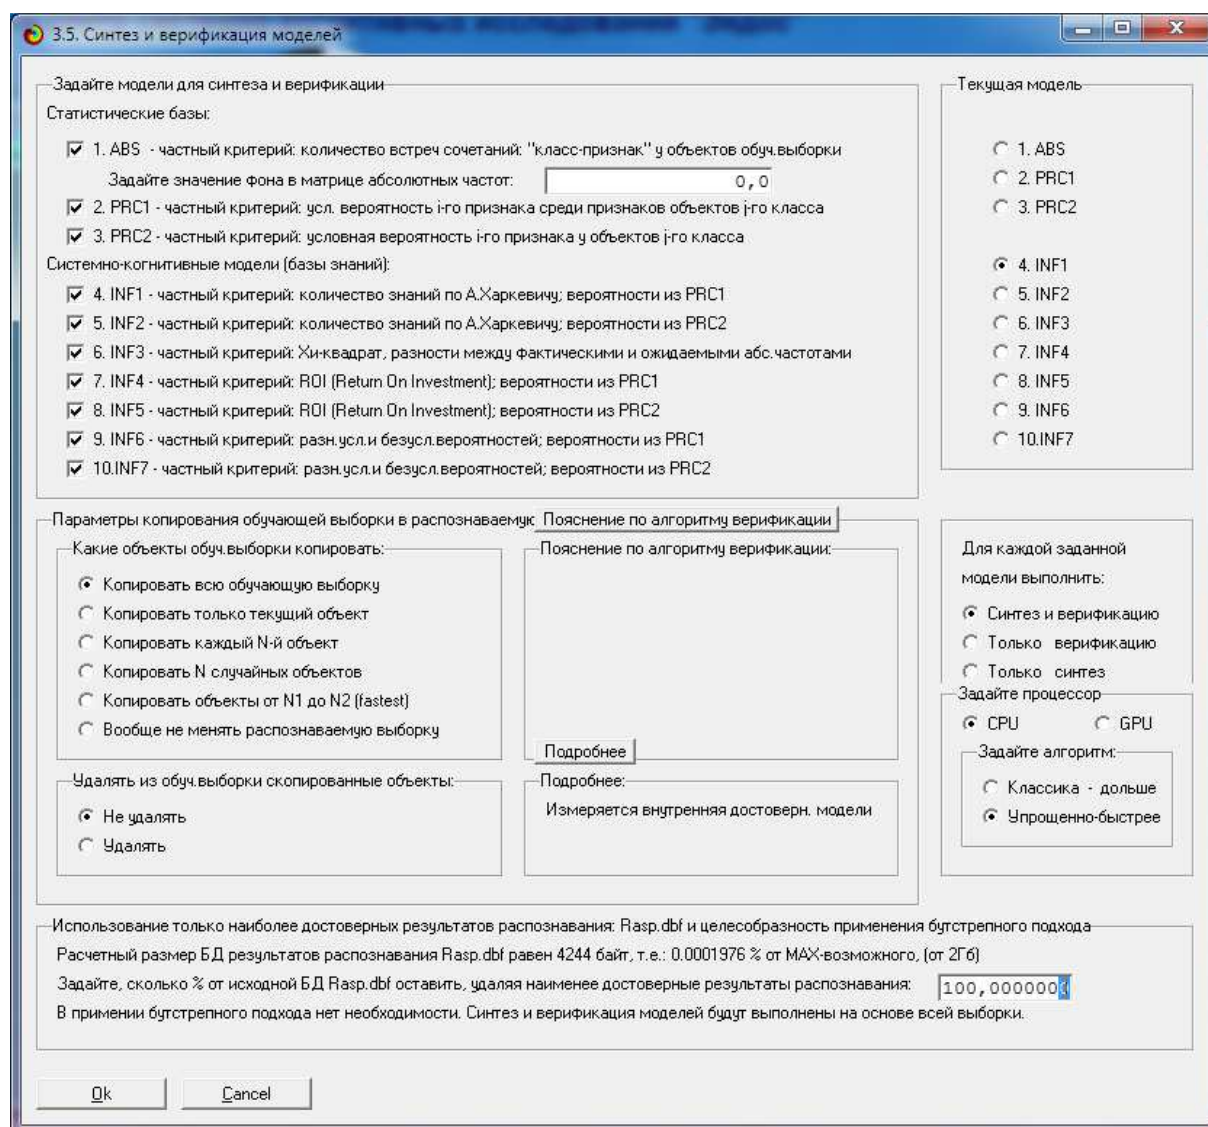 3.5. Синтез и верификация моделей
Задайте модели для синтеза и верификации
Статистические базы:
1. ABS - частный критерий: количество встреч сочетаний: "класс-признак" у объектов обуч.выборки
Задайте значение фона в матрице абсолютных частот: 0,0
2. PRC1 - частный критерий: усл. вероятность i-го признака среди признаков объектов j-го класса
3. PRC2 - частный критерий: условная вероятность i-го признака у объектов j-го класса
Системно-когнитивные модели (базы знаний):
4. INF1 - частный критерий: количество знаний по А.Харкевичу; вероятности из PRC1
5. INF2 - частный критерий: количество знаний по А.Харкевичу; вероятности из PRC2
6. INF3 - частный критерий: Хи-квадрат, разности между фактическими и ожидаемыми абс.частотами
7. INF4 - частный критерий: ROI (Return On Investment); вероятности из PRC1
8. INF5 - частный критерий: ROI (Return On Investment); вероятности из PRC2
9. INF6 - частный критерий: разн.усл.и безусл.вероятностей; вероятности из PRC1
10.INF7 - частный критерий: разн.усл.и безусл.вероятностей; вероятности из PRC2
Текущая модель
1. ABS
2. PRC1
3. PRC2
4. INF1
5. INF2
6. INF3
7. INF4
8. INF5
9. INF6
10.INF7
Параметры копирования обучающей выборки в распознаваемую
Пояснение по алгоритму верификации
Какие объекты обуч.выборки копировать:
Копировать всю обучающую выборку
Копировать только текущий объект
Копировать каждый N-й объект
Копировать N случайных объектов
Копировать объекты от N1 до N2 (fastest)
Вообще не менять распознаваемую выборку
Пояснение по алгоритму верификации:
Подробнее
Удалять из обуч.выборки скопированные объекты:
Не удалять
Удалять
Подробнее:
Измеряется внутренняя достоверн. модели
Для каждой заданной
модели выполнить:
Синтез и верификацию
Только верификацию
Только синтез
Задайте процессор
CPU GPU
Задайте алгоритм:
Классика - дольше
Упрощенно-быстрее
Использование только наиболее достоверных результатов распознавания: Rasp.dbf и целесобразность применения бутстрепного подхода
Расчетный размер БД результатов распознавания Rasp.dbf равен 4244 байт, т.е.: 0.0001976 % от MAX-возможного, (от 2Гб)
Задайте, сколько % от исходной БД Rasp.dbf оставить, удаляя наименее достоверные результаты распознавания: 100,0000000
В примении бутстрепного подхода нет необходимости. Синтез и верификация моделей будут выполнены на основе всей выборки.
Ok
Cancel